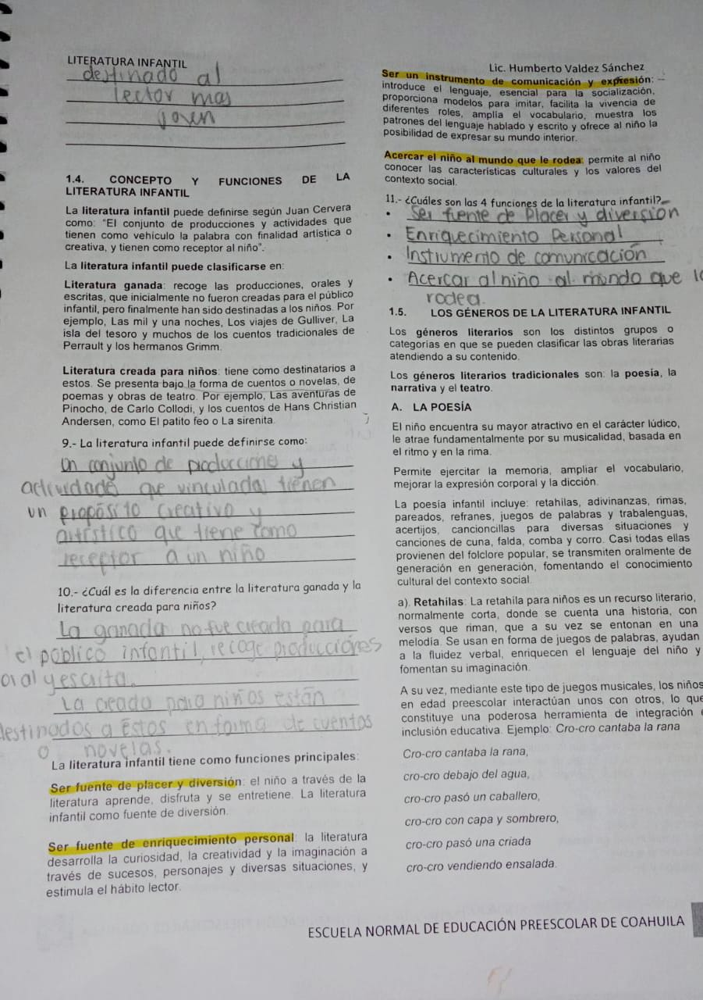 LITERATURA INFANTIL
destinado al
lector mas
joven
1.4. CONCEPTO Y FUNCIONES DE LA
LITERATURA INFANTIL
La literatura infantil puede definirse según Juan Cervera
como: "El conjunto de producciones y actividades que
tienen como vehículo la palabra con finalidad artística o
creativa, y tienen como receptor al niño".
La literatura infantil puede clasificarse en:
Literatura ganada: recoge las producciones, orales y
escritas, que inicialmente no fueron creadas para el público
infantil, pero finalmente han sido destinadas a los niños. Por
ejemplo, Las mil y una noches, Los viajes de Gulliver, La
isla del tesoro y muchos de los cuentos tradicionales de
Perrault y los hermanos Grimm.
Literatura creada para niños: tiene como destinatarios a
estos. Se presenta bajo la forma de cuentos o novelas, de
poemas y obras de teatro. Por ejemplo, Las aventuras de
Pinocho, de Carlo Collodi, y los cuentos de Hans Christian
Andersen, como El patito feo o La sirenita.
9.- La literatura infantil puede definirse como:
Un conjunto de producciones y
actividades que vinculadas tienen
un propósito creativo y
artístico que tiene como
receptor a un niño
10.- ¿Cuál es la diferencia entre la literatura ganada y la
literatura creada para niños?
La ganada no fue creada para
el público infantil, recoge producciones
oral y escrita.
La creada para niños están
destinados a éstos en forma de cuentos
o novelas.
La literatura infantil tiene como funciones principales:
Ser fuente de placer y diversión: el niño a través de la
literatura aprende, disfruta y se entretiene. La literatura
infantil como fuente de diversión.
Ser fuente de enriquecimiento personal: la literatura
desarrolla la curiosidad, la creatividad y la imaginación a
través de sucesos, personajes y diversas situaciones, y
estimula el hábito lector.
Lic. Humberto Valdez Sánchez
Ser un instrumento de comunicación y expresión:
introduce el lenguaje, esencial para la socialización,
proporciona modelos para imitar, facilita la vivencia de
diferentes roles, amplía el vocabulario, muestra los
patrones del lenguaje hablado y escrito y ofrece al niño la
posibilidad de expresar su mundo interior.
Acercar el niño al mundo que le rodea: permite al niño
conocer las características culturales y los valores del
contexto social.
11.- ¿Cuáles son las 4 funciones de la literatura infantil?
• Ser fuente de placer y diversión
• Enriquecimiento personal
• Instrumento de comunicación
• Acercar al niño al mundo que lo
rodea.
1.5. LOS GÉNEROS DE LA LITERATURA INFANTIL
Los géneros literarios son los distintos grupos o
categorías en que se pueden clasificar las obras literarias
atendiendo a su contenido.
Los géneros literarios tradicionales son: la poesía, la
narrativa y el teatro.
A. LA POESÍA
El niño encuentra su mayor atractivo en el carácter lúdico,
le atrae fundamentalmente por su musicalidad, basada en
el ritmo y en la rima.
Permite ejercitar la memoria, ampliar el vocabulario,
mejorar la expresión corporal y la dicción.
La poesía infantil incluye: retahílas, adivinanzas, rimas,
pareados, refranes, juegos de palabras y trabalenguas,
acertijos, cancioncillas para diversas situaciones y
canciones de cuna, falda, comba y corro. Casi todas ellas
provienen del folclore popular, se transmiten oralmente de
generación en generación, fomentando el conocimiento
cultural del contexto social.
a). Retahílas: La retahíla para niños es un recurso literario,
normalmente corta, donde se cuenta una historia, con
versos que riman, que a su vez se entonan en una
melodía. Se usan en forma de juegos de palabras, ayudan
a la fluidez verbal, enriquecen el lenguaje del niño y
fomentan su imaginación.
A su vez, mediante este tipo de juegos musicales, los niños
en edad preescolar interactúan unos con otros, lo que
constituye una poderosa herramienta de integración e
inclusión educativa. Ejemplo: Cro-cro cantaba la rana
Cro-cro cantaba la rana,
cro-cro debajo del agua,
cro-cro pasó un caballero,
cro-cro con capa y sombrero,
cro-cro pasó una criada
cro-cro vendiendo ensalada.
ESCUELA NORMAL DE EDUCACIÓN PREESCOLAR DE COAHUILA